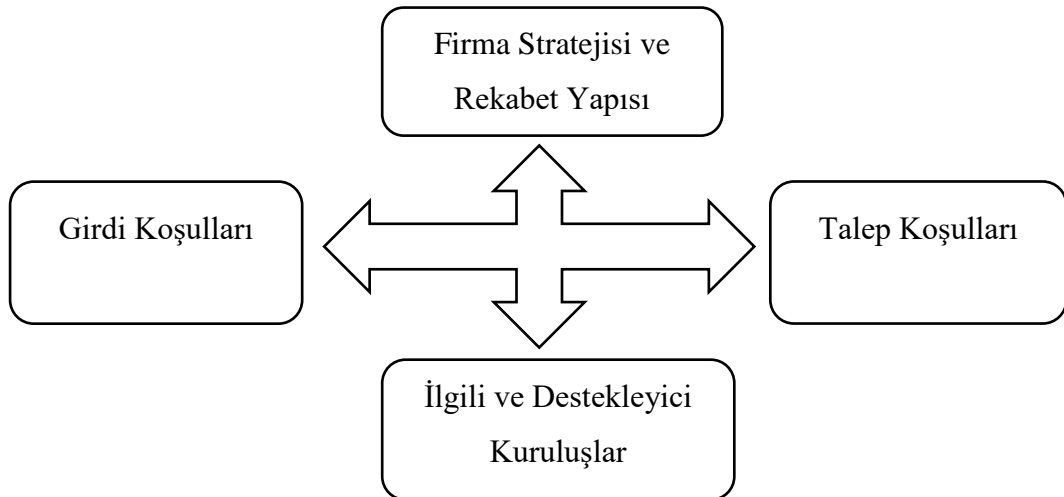 Firma Stratejisi ve
Rekabet Yapısı
Girdi Koşulları
Talep Koşulları
İlgili ve Destekleyici
Kuruluşlar